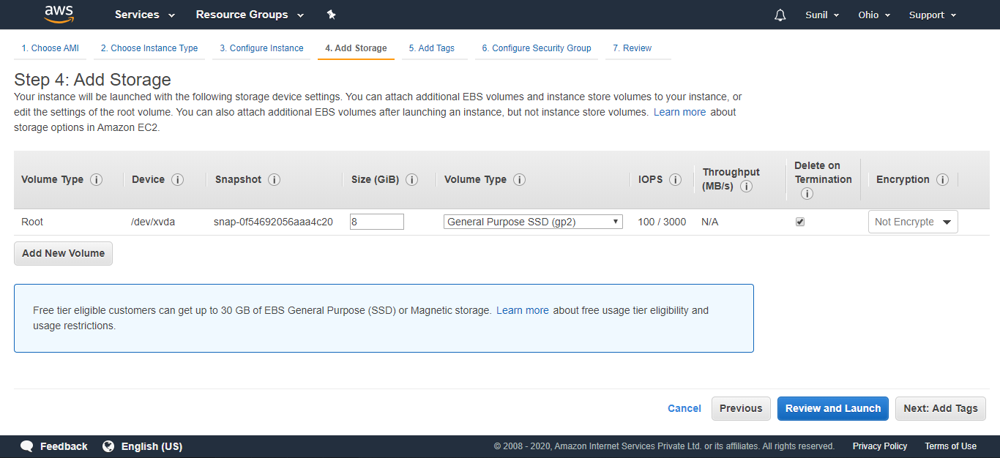 aws Services Resource Groups Sunil Ohio Support
1. Choose AMI 2. Choose Instance Type 3. Configure Instance 4. Add Storage 5. Add Tags 6. Configure Security Group 7. Review
Step 4: Add Storage
Your instance will be launched with the following storage device settings. You can attach additional EBS volumes and instance store volumes to your instance, or
edit the settings of the root volume. You can also attach additional EBS volumes after launching an instance, but not instance store volumes. Learn more about
storage options in Amazon EC2.
Volume Type i Device i Snapshot i Size (GiB) i Volume Type i IOPS i Throughput (MB/s) i Delete on Termination i Encryption i
Root /dev/xvda snap-0f54692056aaa4c20 8 General Purpose SSD (gp2) 100 / 3000 N/A Not Encrypte
Add New Volume
Free tier eligible customers can get up to 30 GB of EBS General Purpose (SSD) or Magnetic storage. Learn more about free usage tier eligibility and
usage restrictions.
Cancel Previous Review and Launch Next: Add Tags
Feedback English (US) © 2008 - 2020, Amazon Internet Services Private Ltd. or its affiliates. All rights reserved. Privacy Policy Terms of Use